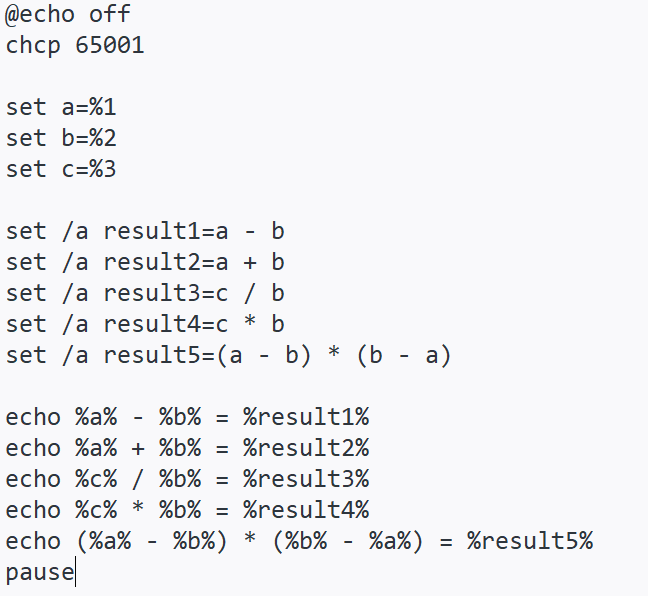 @echo off
chcp 65001
set a=%1
set b=%2
set c=%3
set /a result1=a - b
set /a result2=a + b
set /a result3=c / b
set /a result4=c * b
set /a result5=(a - b) * (b - a)
echo %a% - %b% = %result1%
echo %a% + %b% = %result2%
echo %c% / %b% = %result3%
echo %c% * %b% = %result4%
echo (%a% - %b%) * (%b% - %a%) = %result5%
pause